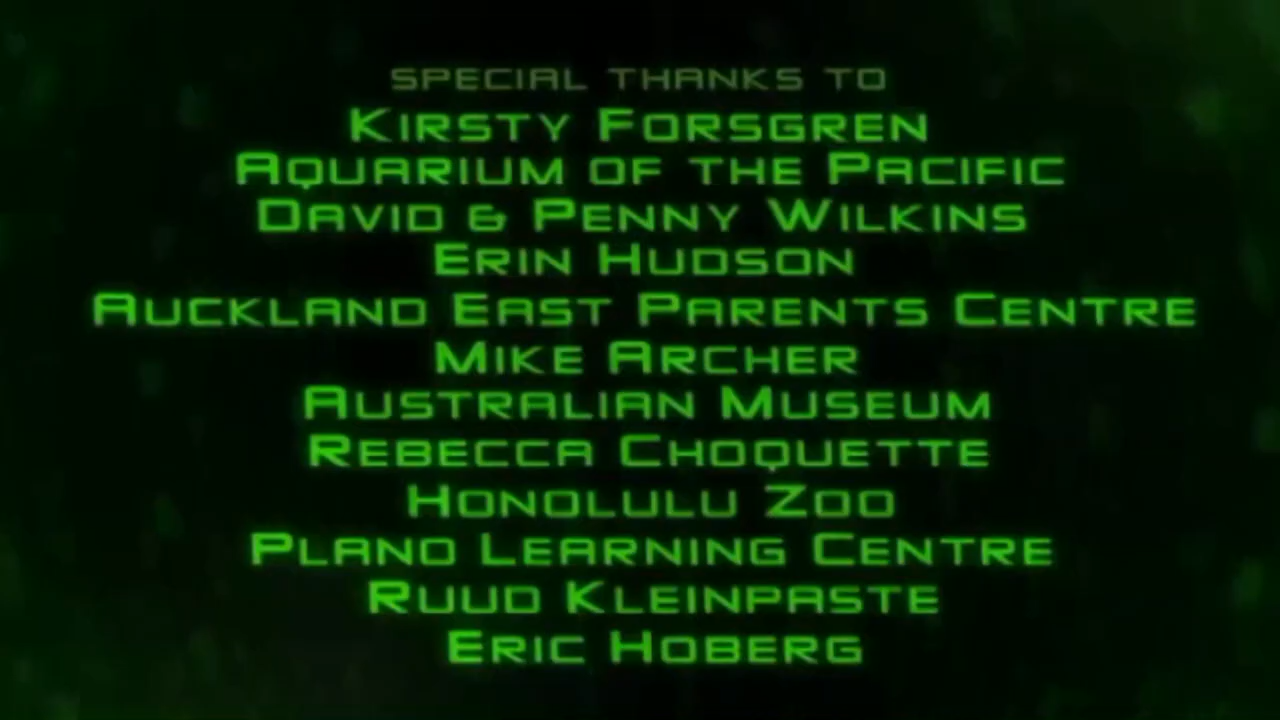 SPECIAL THANKS TO
KIRSTY FORSGREN
AQUARIUM OF THE PACIFIC
DAVID & PENNY WILKINS
ERIN HUDSON
AUCKLAND EAST PARENTS CENTRE
MIKE ARCHER
AUSTRALIAN MUSEUM
REBECCA CHOQUETTE
HONOLULU ZOO
PLANO LEARNING CENTRE
RUUD KLEINPASTE
ERIC HOBERG